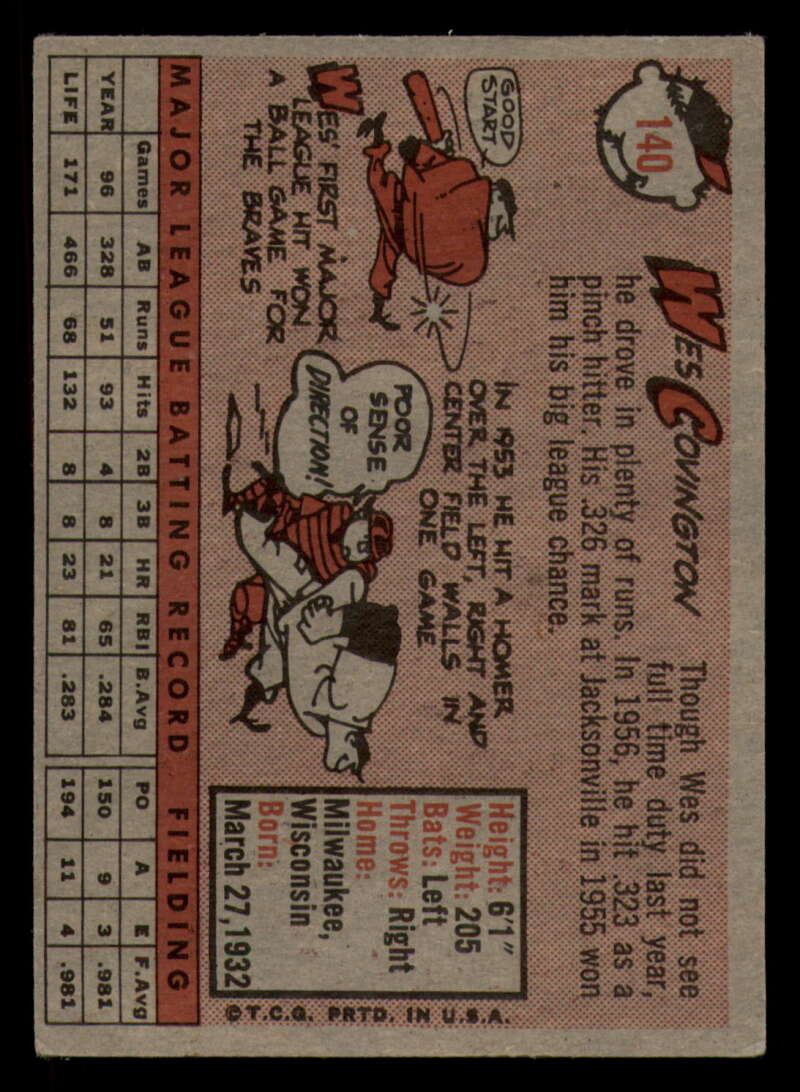 140
WES COVINGTON
Though Wes did not see
full time duty last year,
he drove in plenty of runs. In 1956, he hit .323 as a
pinch hitter. His .326 mark at Jacksonville in 1955 won
him his big league chance.
GOOD
START
WES' FIRST MAJOR
LEAGUE HIT WON
A BALL GAME FOR
THE BRAVES
IN 1953 HE HIT A HOMER
OVER THE LEFT, RIGHT AND
CENTER FIELD WALLS IN
ONE GAME
POOR
SENSE
OF
DIRECTION!
Height: 6'1"
Weight: 205
Bats: Left
Throws: Right
Home:
Milwaukee,
Wisconsin
Born:
March 27, 1932
©T.C.G. PRTD. IN U.S.A.
MAJOR LEAGUE BATTING RECORD FIELDING
Games AB Runs Hits 2B 3B HR RBI B.Avg PO A E F.Avg
YEAR 96 328 51 93 4 8 21 65 .284 150 9 3 .981
LIFE 171 466 68 132 8 8 23 81 .283 194 11 4 .981